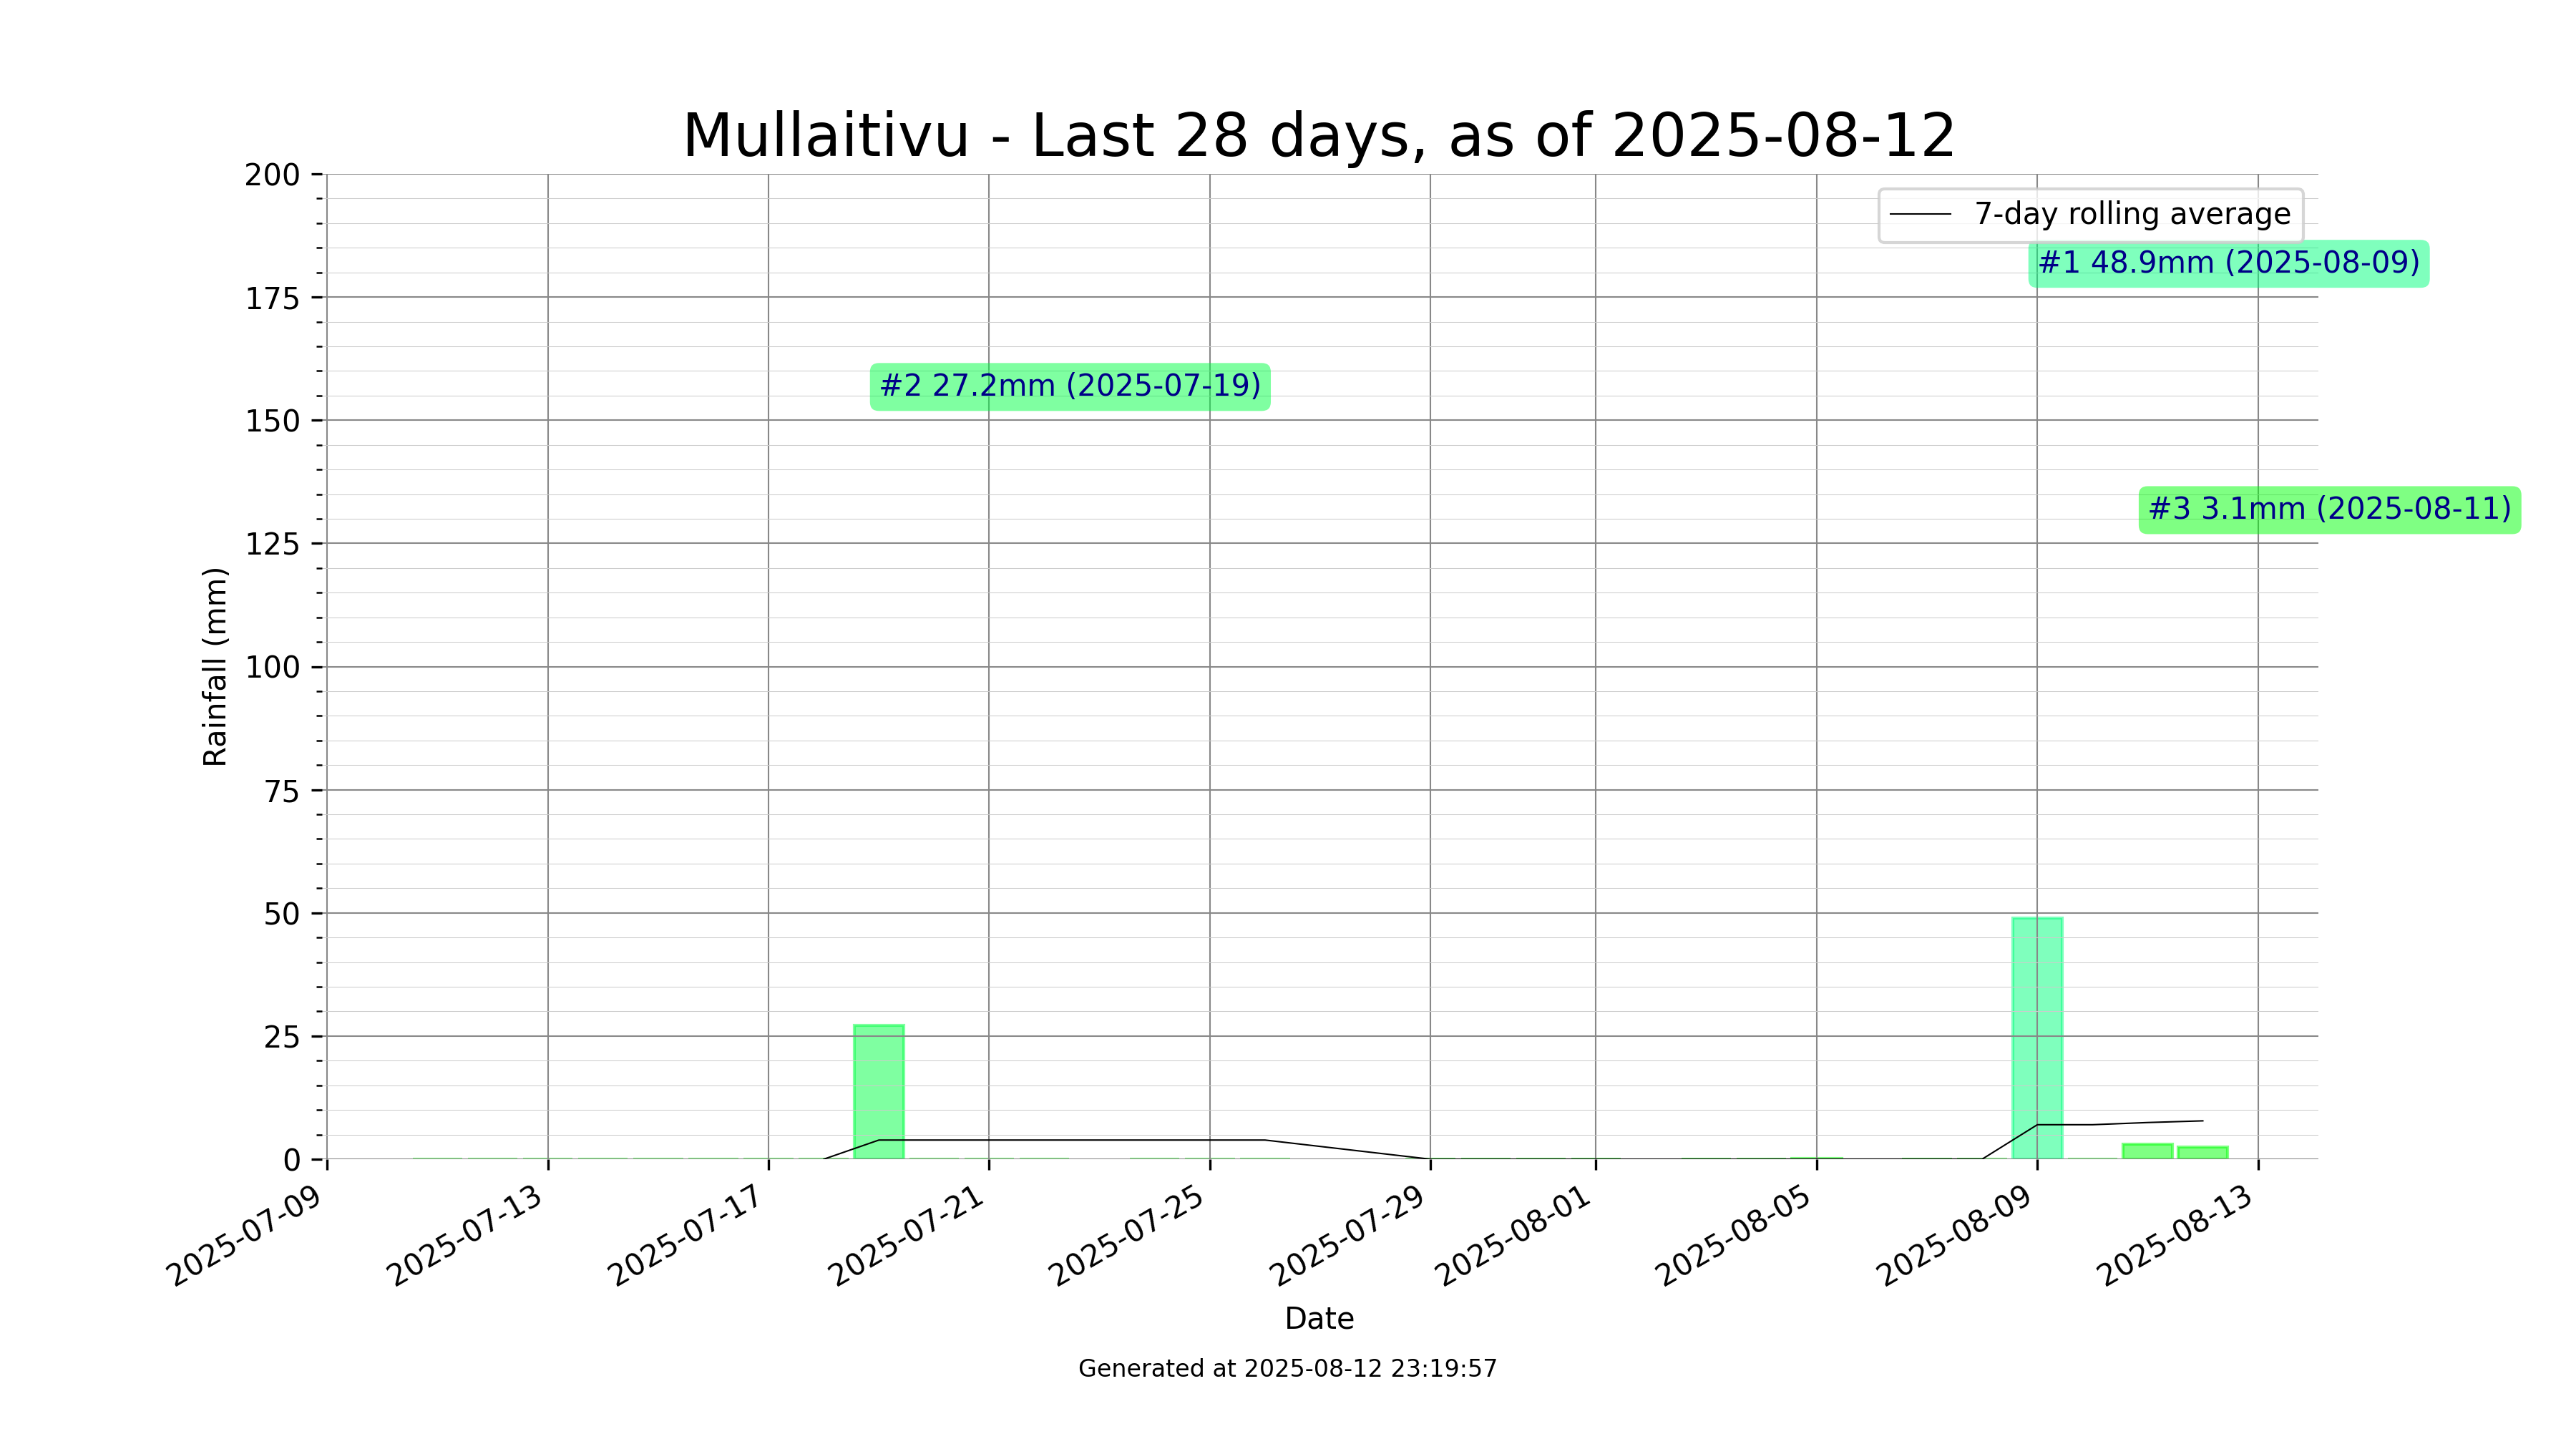 Mullaitivu - Last 28 days, as of 2025-08-12
200
175
150
125
100
75
50
25
0
Rainfall (mm)
7-day rolling average
#1 48.9mm (2025-08-09)
#2 27.2mm (2025-07-19)
#3 3.1mm (2025-08-11)
2025-07-09
2025-07-13
2025-07-17
2025-07-21
2025-07-25
2025-07-29
2025-08-01
2025-08-05
2025-08-09
2025-08-13
Date
Generated at 2025-08-12 23:19:57